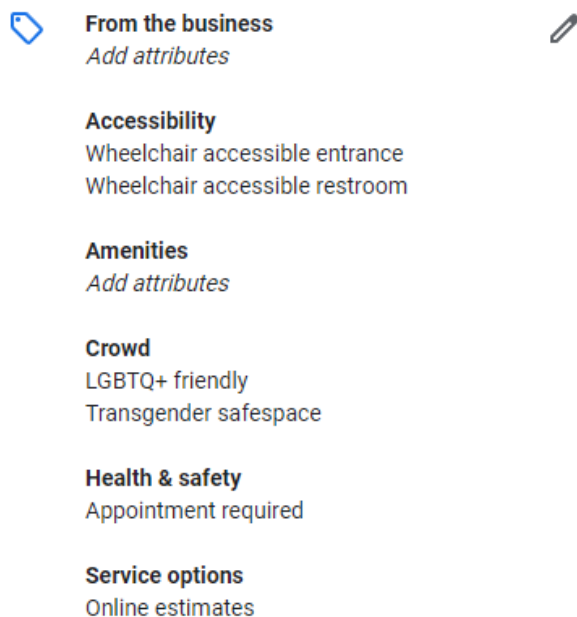 From the business
Add attributes
Accessibility
Wheelchair accessible entrance
Wheelchair accessible restroom
Amenities
Add attributes
Crowd
LGBTQ+ friendly
Transgender safespace
Health & safety
Appointment required
Service options
Online estimates